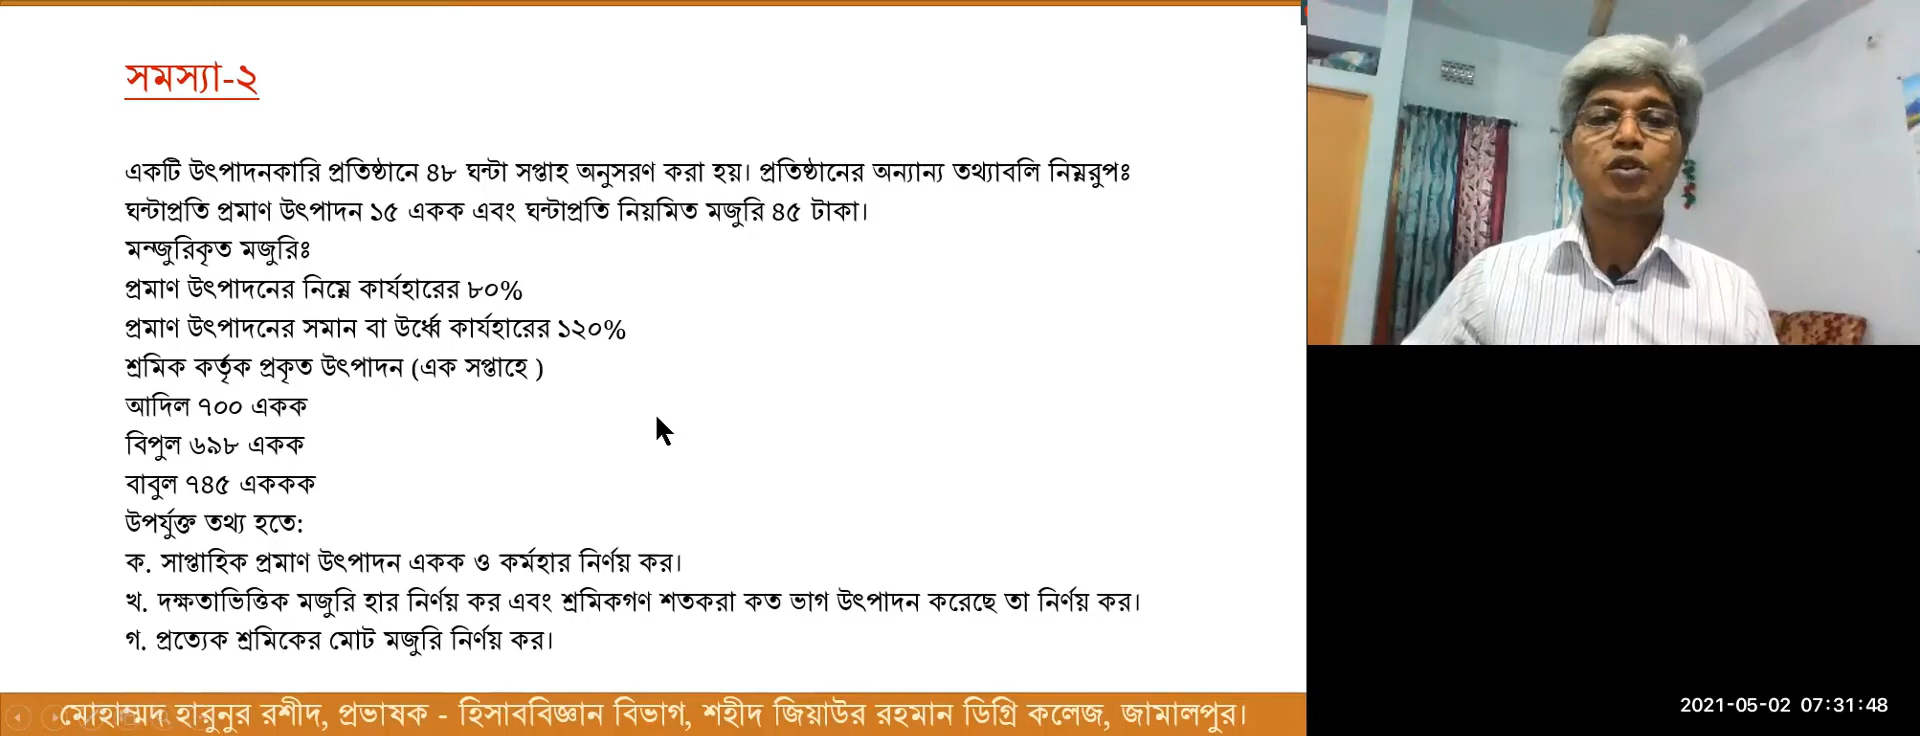 সমস্যা-২
একটি উৎপাদনকারি প্রতিষ্ঠানে ৪৮ ঘন্টা সপ্তাহ অনুসরণ করা হয়। প্রতিষ্ঠানের অন্যান্য তথ্যাবলি নিম্নরুপঃ
ঘন্টাপ্রতি প্রমাণ উৎপাদন ১৫ একক এবং ঘন্টাপ্রতি নিয়মিত মজুরি ৪৫ টাকা।
মন্জুরিকৃত মজুরিঃ
প্রমাণ উৎপাদনের নিম্নে কার্যহারের ৮০%
প্রমাণ উৎপাদনের সমান বা উর্ধ্বে কার্যহারের ১২০%
শ্রমিক কর্তৃক প্রকৃত উৎপাদন (এক সপ্তাহে )
আদিল ৭০০ একক
বিপুল ৬৯৮ একক
বাবুল ৭৪৫ এককক
উপর্যুক্ত তথ্য হতে:
ক. সাপ্তাহিক প্রমাণ উৎপাদন একক ও কর্মহার নির্ণয় কর।
খ. দক্ষতাভিত্তিক মজুরি হার নির্ণয় কর এবং শ্রমিকগণ শতকরা কত ভাগ উৎপাদন করেছে তা নির্ণয় কর।
গ. প্রত্যেক শ্রমিকের মোট মজুরি নির্ণয় কর।
মোহাম্মদ হারুনুর রশীদ, প্রভাষক - হিসাববিজ্ঞান বিভাগ, শহীদ জিয়াউর রহমান ডিগ্রি কলেজ, জামালপুর।
2021-05-02 07:31:48